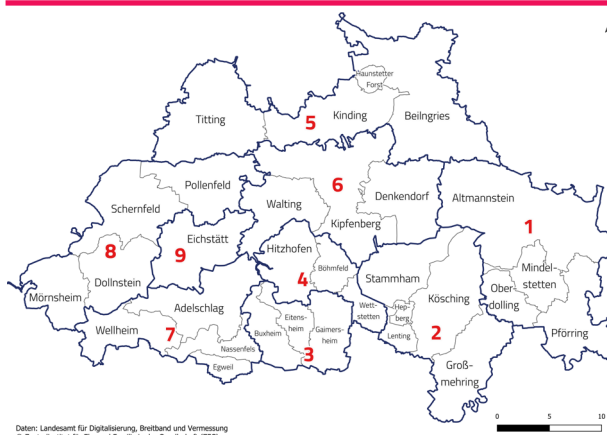 Haunstetter
Forst
Titting
5
Kinding
Beilngries
Pollenfeld
6
Denkendorf
Altmannstein
Schernfeld
Walting
Kipfenberg
1
Eichstätt
Hitzhofen
8
9
Böhmfeld
Mindel-
stetten
Dollnstein
4
Stammham
Ober
dolling
Mörnsheim
Adelschlag
Kösching
Wett-
stetten
Hep-
berg
Eitens-
heim
Gaimers-
heim
Wellheim
7
Buxheim
Lenting
2
Pförring
Nassenfels
3
Egweil
Groß-
mehring
0 5 10
Daten: Landesamt für Digitalisierung, Breitband und Vermessung